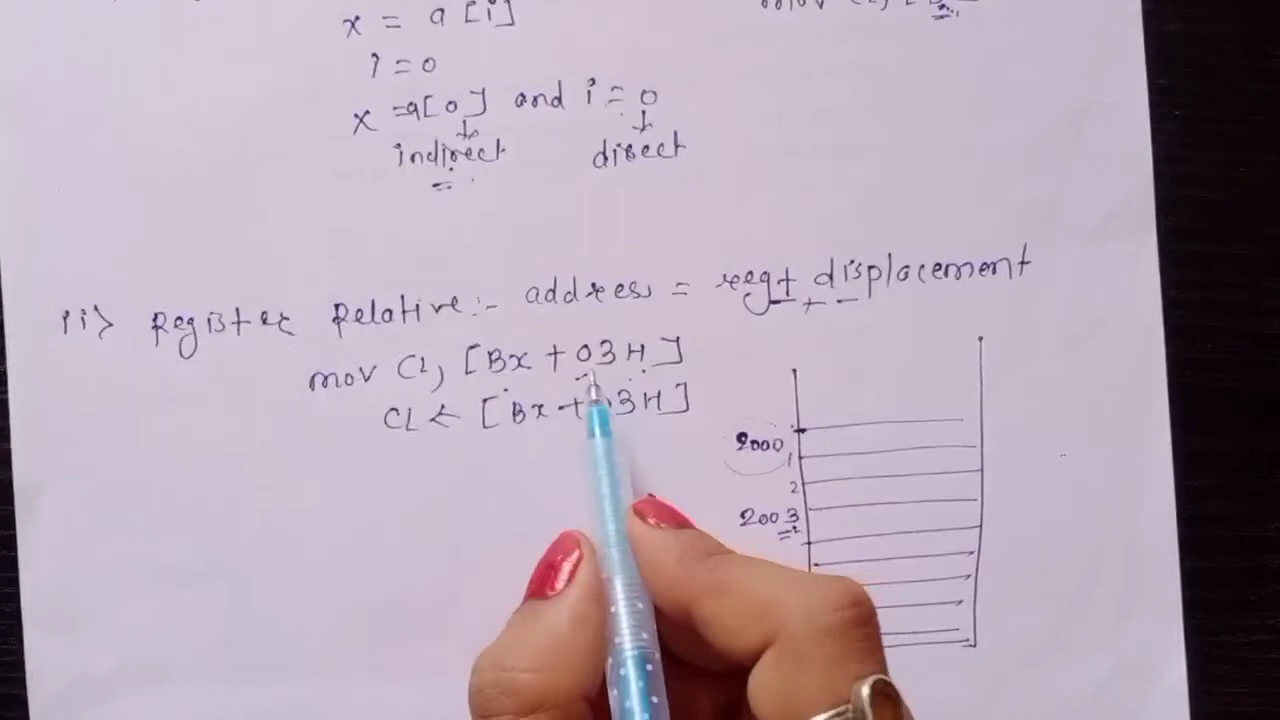 x = a[i]
i = 0
x = a[0] and i = 0
indirect direct
ii> Register Relative:- address = reg + displacement
mov CL, [Bx + 03H]
CL ← [Bx + 03H]
2000
1
2
2003